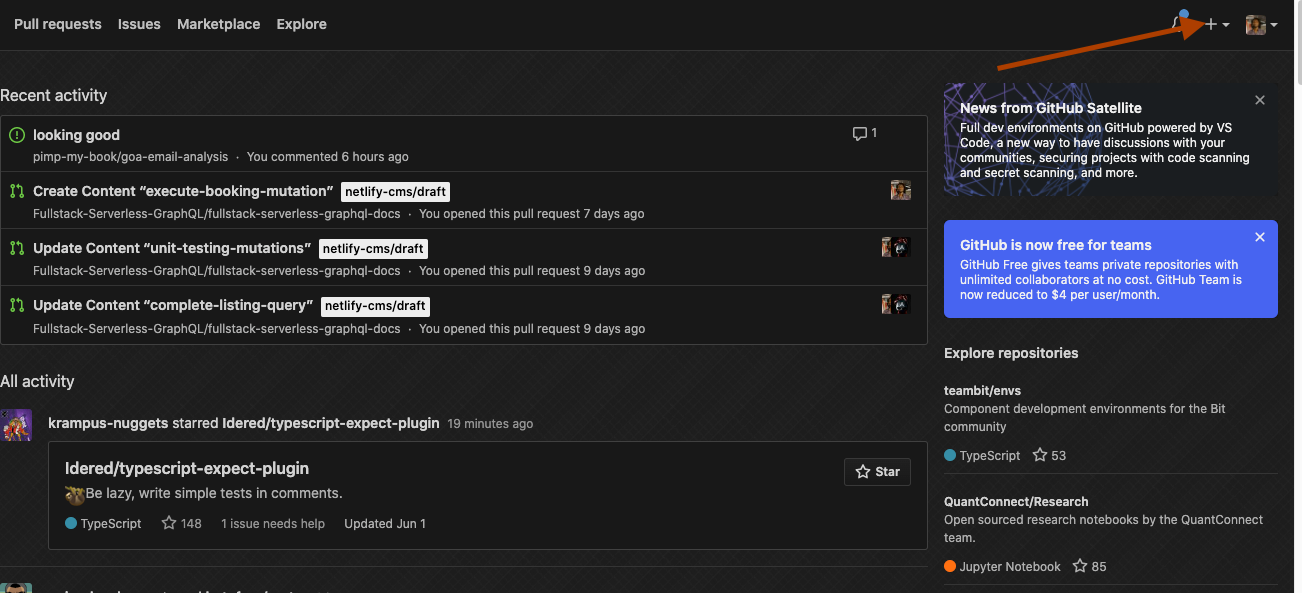 Pull requests Issues Marketplace Explore
Recent activity
looking good
1
pimp-my-book/goa-email-analysis · You commented 6 hours ago
Create Content “execute-booking-mutation” netlify-cms/draft
Fullstack-Serverless-GraphQL/fullstack-serverless-graphql-docs · You opened this pull request 7 days ago
Update Content “unit-testing-mutations” netlify-cms/draft
Fullstack-Serverless-GraphQL/fullstack-serverless-graphql-docs · You opened this pull request 9 days ago
Update Content “complete-listing-query” netlify-cms/draft
Fullstack-Serverless-GraphQL/fullstack-serverless-graphql-docs · You opened this pull request 9 days ago
All activity
krampus-nuggets starred Idered/typescript-expect-plugin 19 minutes ago
Idered/typescript-expect-plugin
Star
Be lazy, write simple tests in comments.
TypeScript 148 1 issue needs help Updated Jun 1
News from GitHub Satellite
Full dev environments on GitHub powered by VS
Code, a new way to have discussions with your
communities, securing projects with code scanning
and secret scanning, and more.
GitHub is now free for teams
GitHub Free gives teams private repositories with
unlimited collaborators at no cost. GitHub Team is
now reduced to $4 per user/month.
Explore repositories
teambit/envs
Component development environments for the Bit
community
TypeScript 53
QuantConnect/Research
Open sourced research notebooks by the QuantConnect
team.
Jupyter Notebook 85